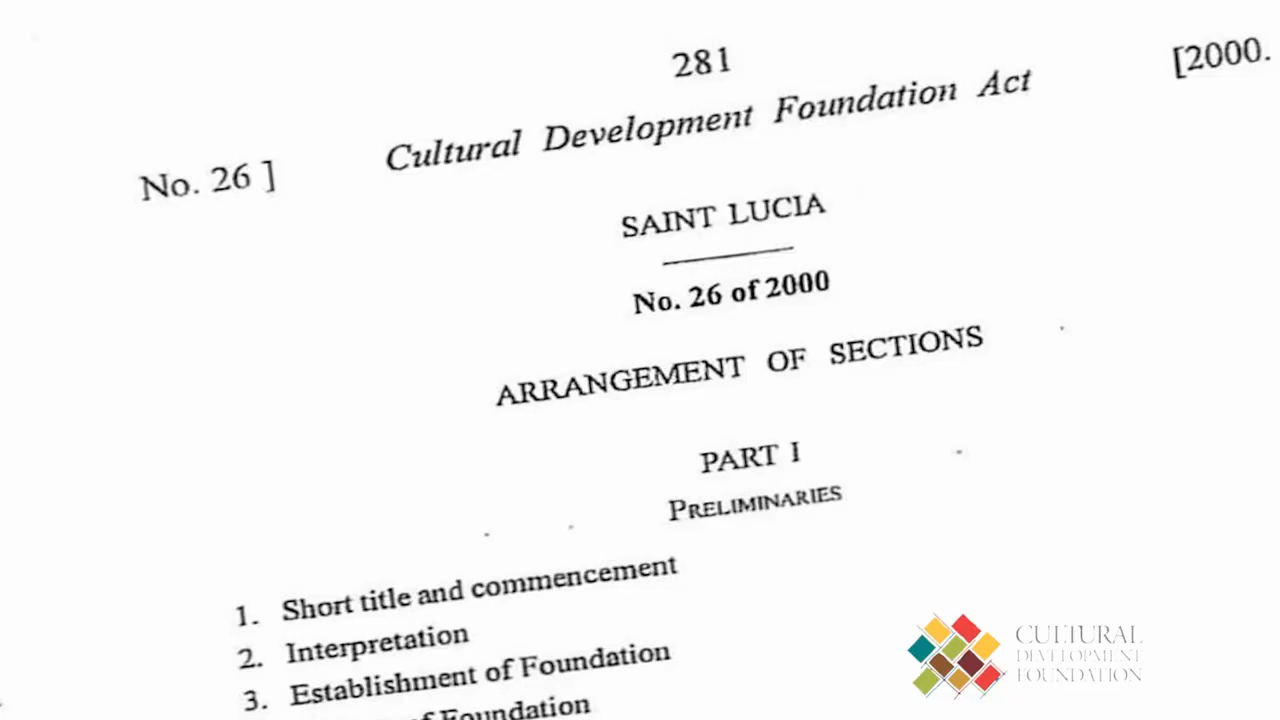 281
[2000.
No. 26 ] Cultural Development Foundation Act
SAINT LUCIA
No. 26 of 2000
ARRANGEMENT OF SECTIONS
PART I
PRELIMINARIES
1. Short title and commencement
2. Interpretation
3. Establishment of Foundation
of Foundation
CULTURAL
DEVELOPMENT
FOUNDATION